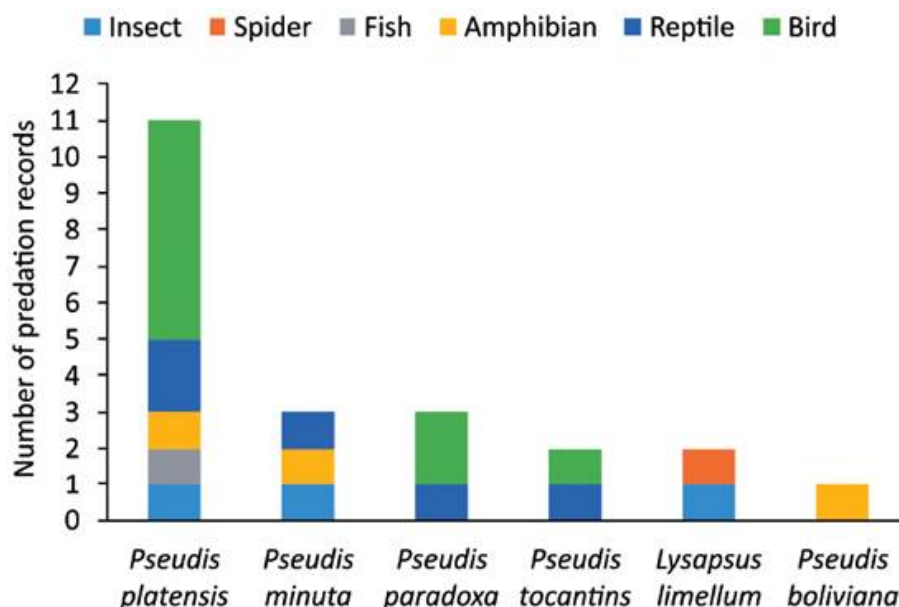 Insect Spider Fish Amphibian Reptile Bird
Number of predation records
12
11
10
9
8
7
6
5
4
3
2
1
0
Pseudis platensis
Pseudis minuta
Pseudis paradoxa
Pseudis tocantins
Lysapsus limellum
Pseudis boliviana